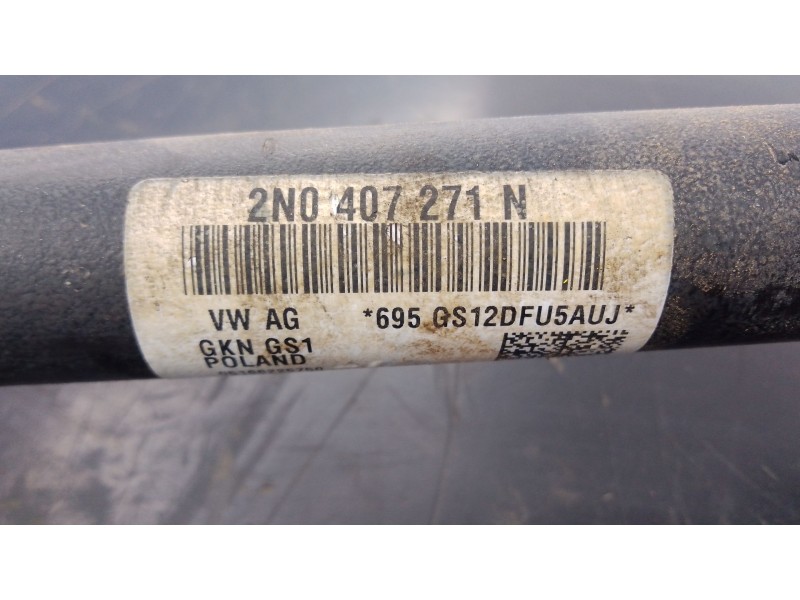 2N0 407 271 N
VW AG *695 GS12DFU5AUJ*
GKN GS1
POLAND